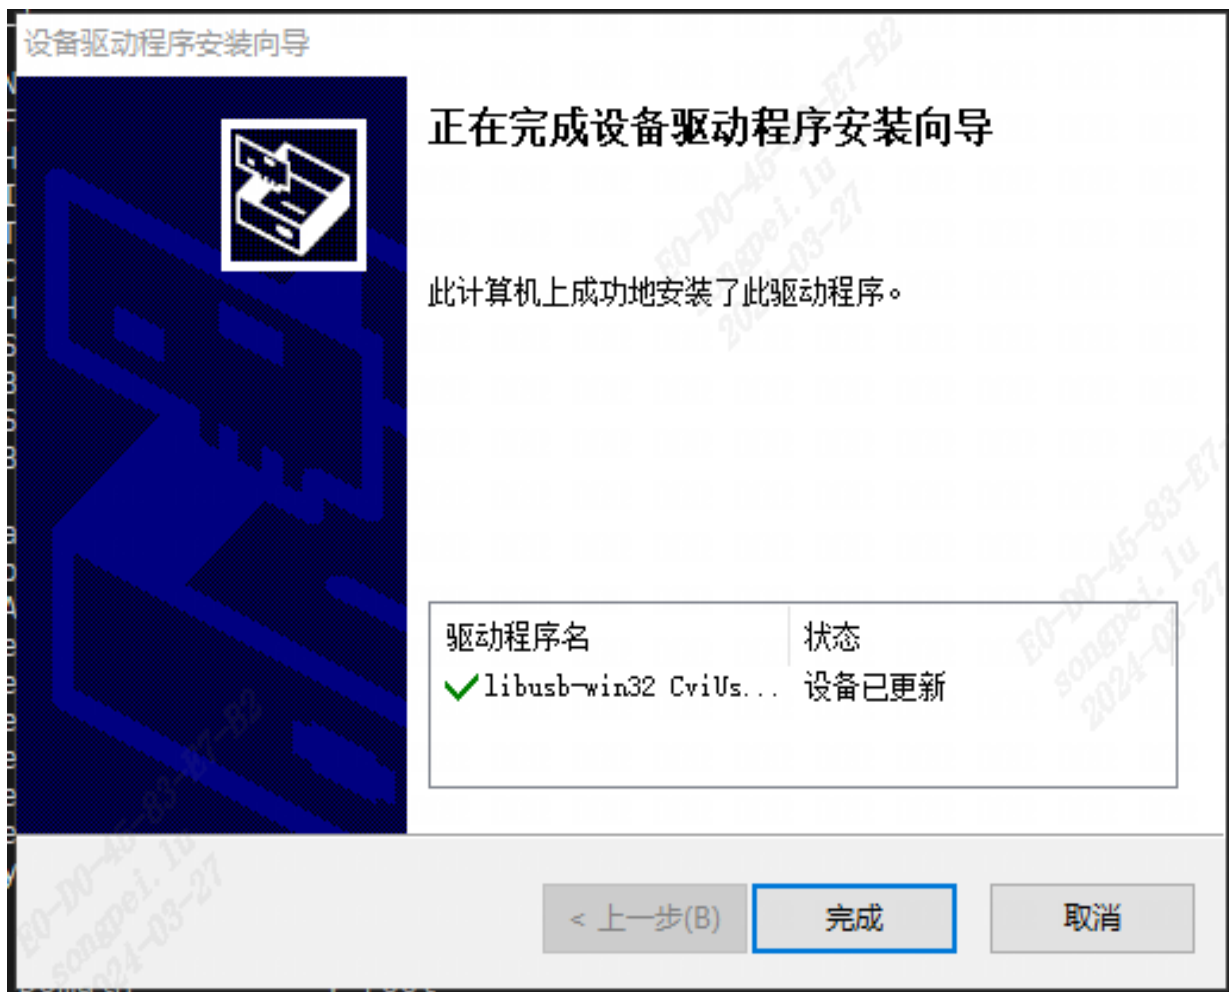 设备驱动程序安装向导
正在完成设备驱动程序安装向导
此计算机上成功地安装了此驱动程序。
驱动程序名 状态
libusb-win32 CviUs... 设备已更新
< 上一步(B) 完成 取消
E0-D0-45-83-E7-B2
songpei.lu
2024-03-27